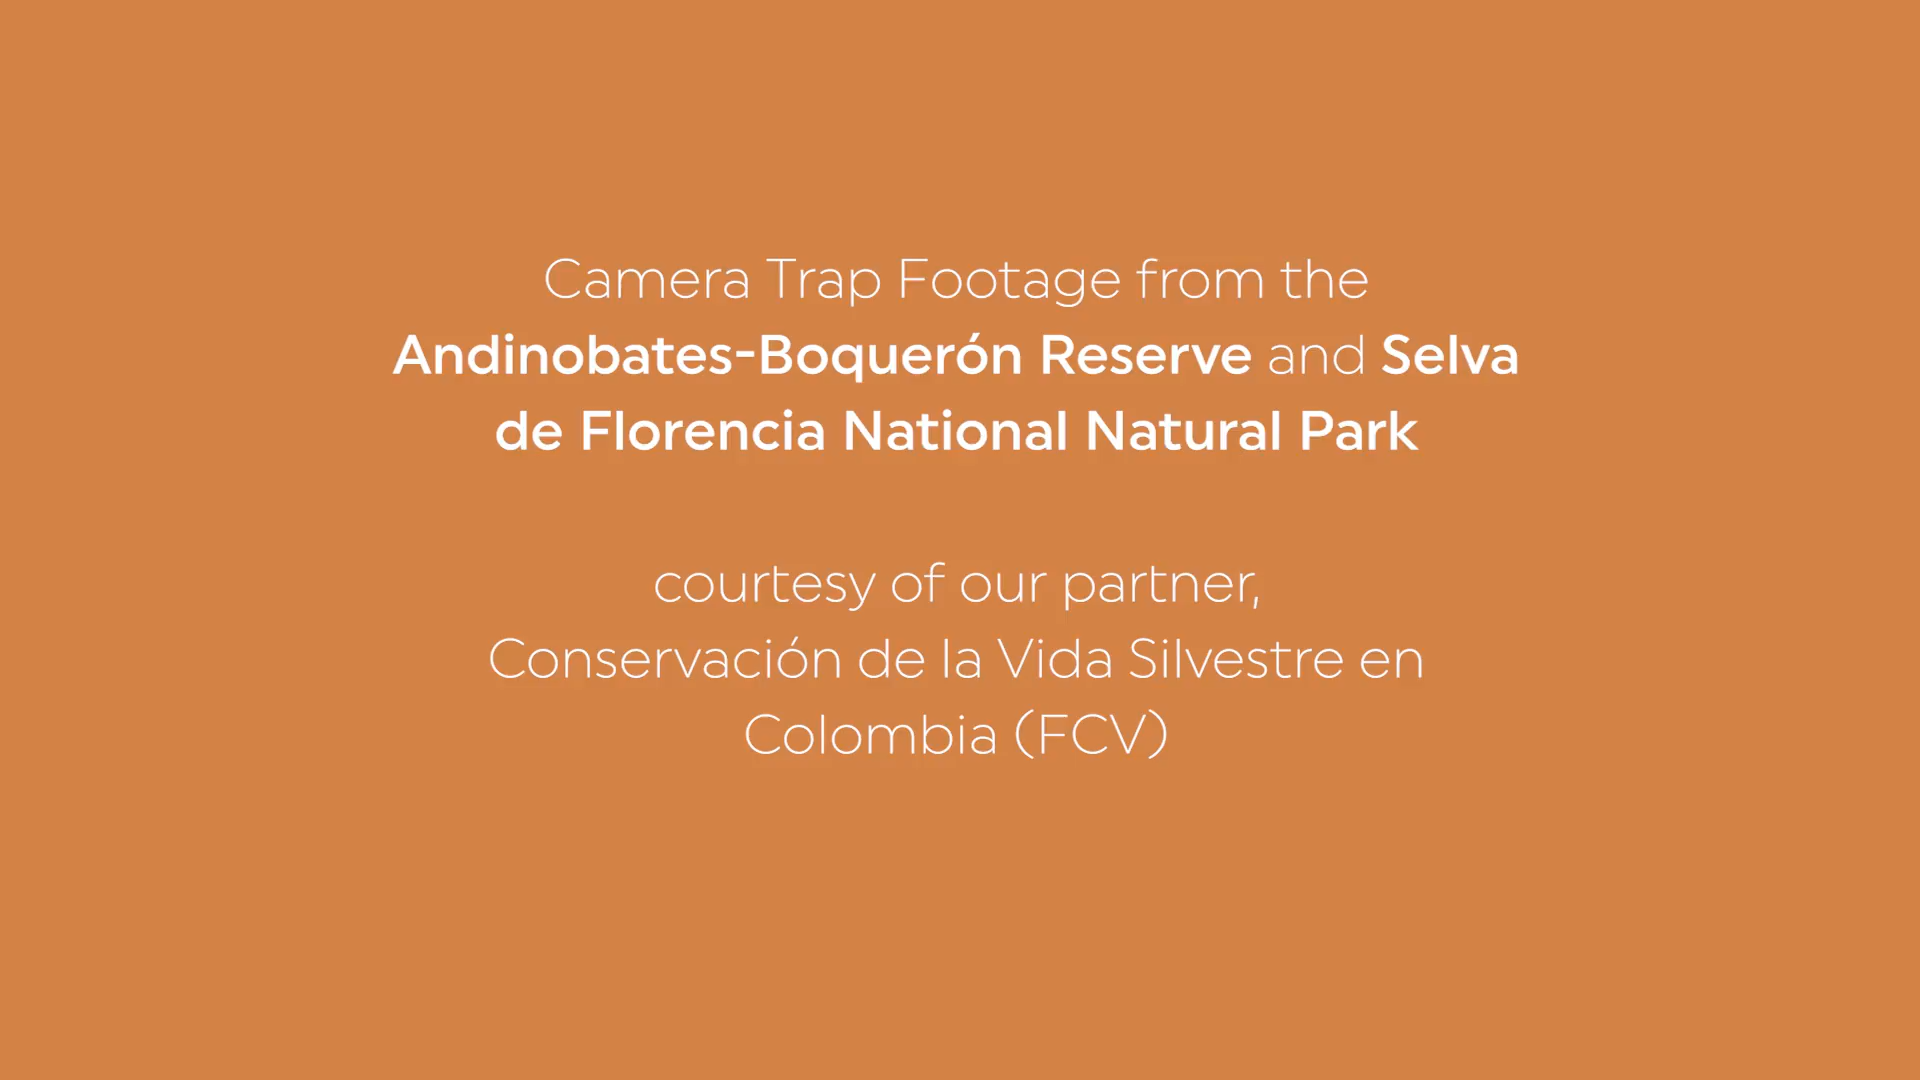 Camera Trap Footage from the
Andinobates-Boquerón Reserve and Selva
de Florencia National Natural Park
courtesy of our partner,
Conservación de la Vida Silvestre en
Colombia (FCV)